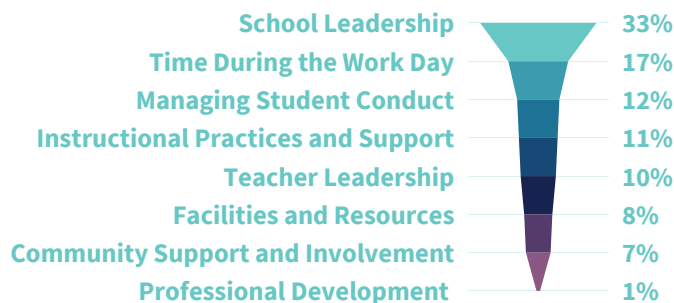 School Leadership 33%
Time During the Work Day 17%
Managing Student Conduct 12%
Instructional Practices and Support 11%
Teacher Leadership 10%
Facilities and Resources 8%
Community Support and Involvement 7%
Professional Development 1%